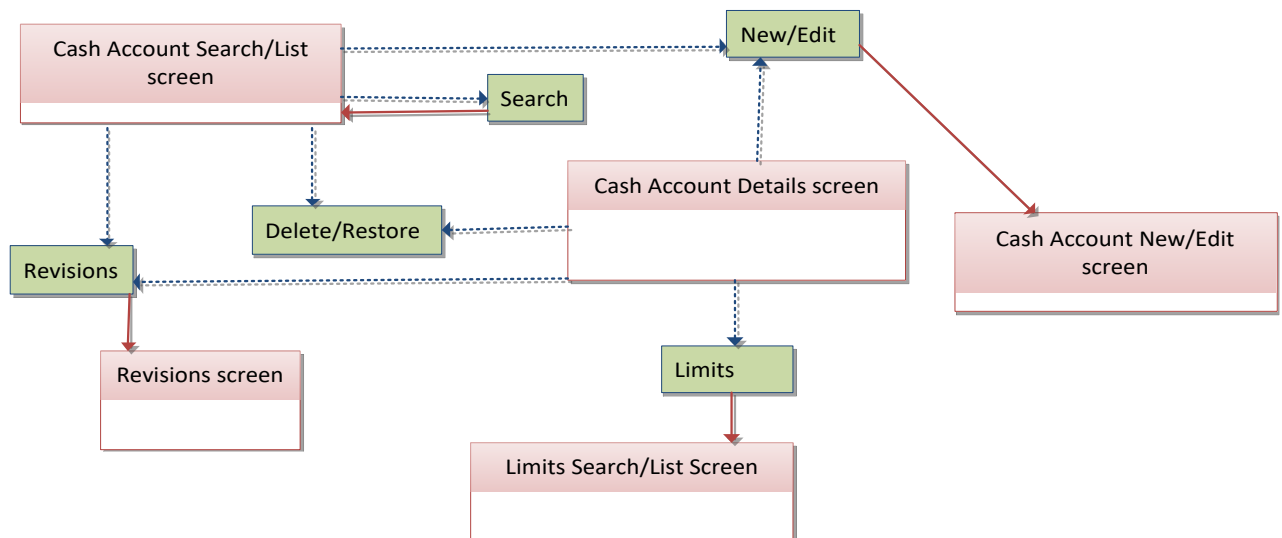 Cash Account Search/List
screen
New/Edit
Search
Cash Account Details screen
Delete/Restore
Cash Account New/Edit
screen
Revisions
Revisions screen
Limits
Limits Search/List Screen